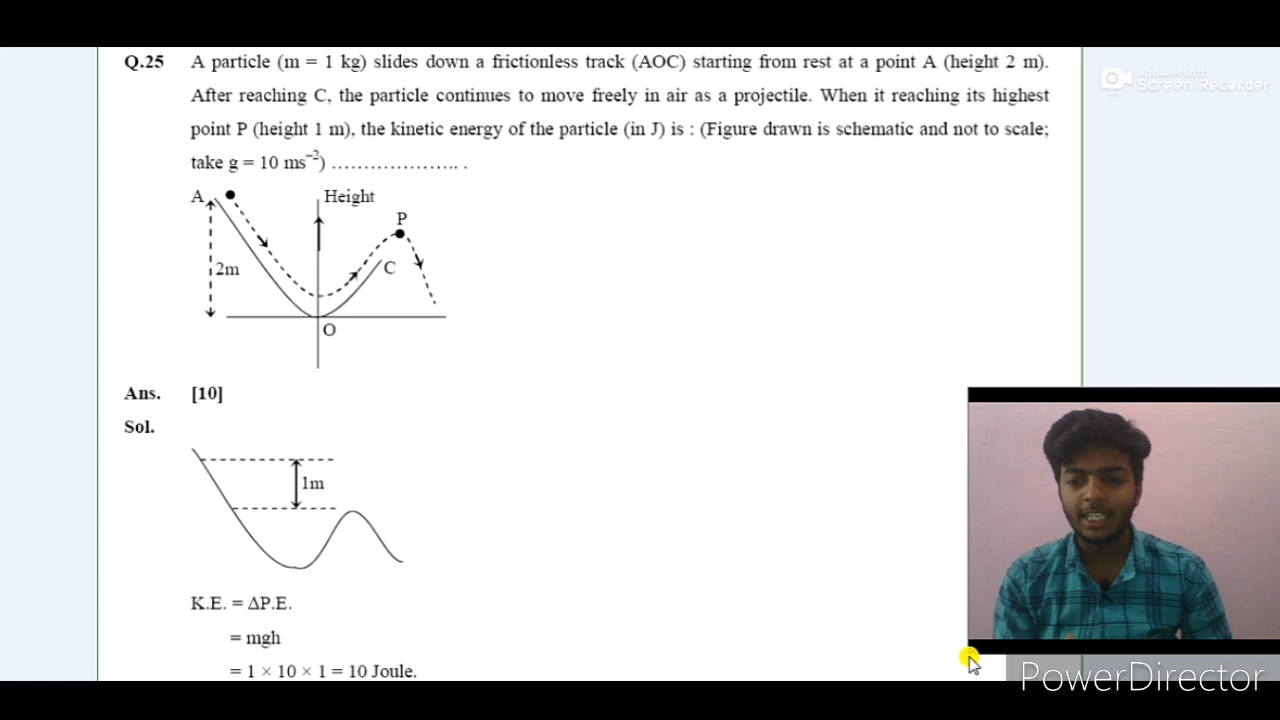 Q.25 A particle (m = 1 kg) slides down a frictionless track (AOC) starting from rest at a point A (height 2 m).
After reaching C, the particle continues to move freely in air as a projectile. When it reaching its highest
point P (height 1 m), the kinetic energy of the particle (in J) is : (Figure drawn is schematic and not to scale;
take g = 10 ms⁻²) ………………… .
Apowersoft
Screen Recorder
A
Height
P
2m
C
O
Ans. [10]
Sol.
1m
K.E. = ΔP.E.
= mgh
= 1 × 10 × 1 = 10 Joule.
PowerDirector